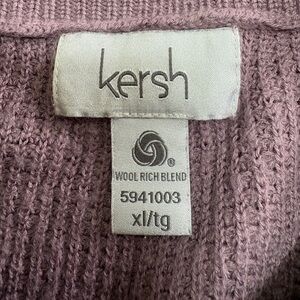 kersh
®
WOOL RICH BLEND
5941003
xl/tg